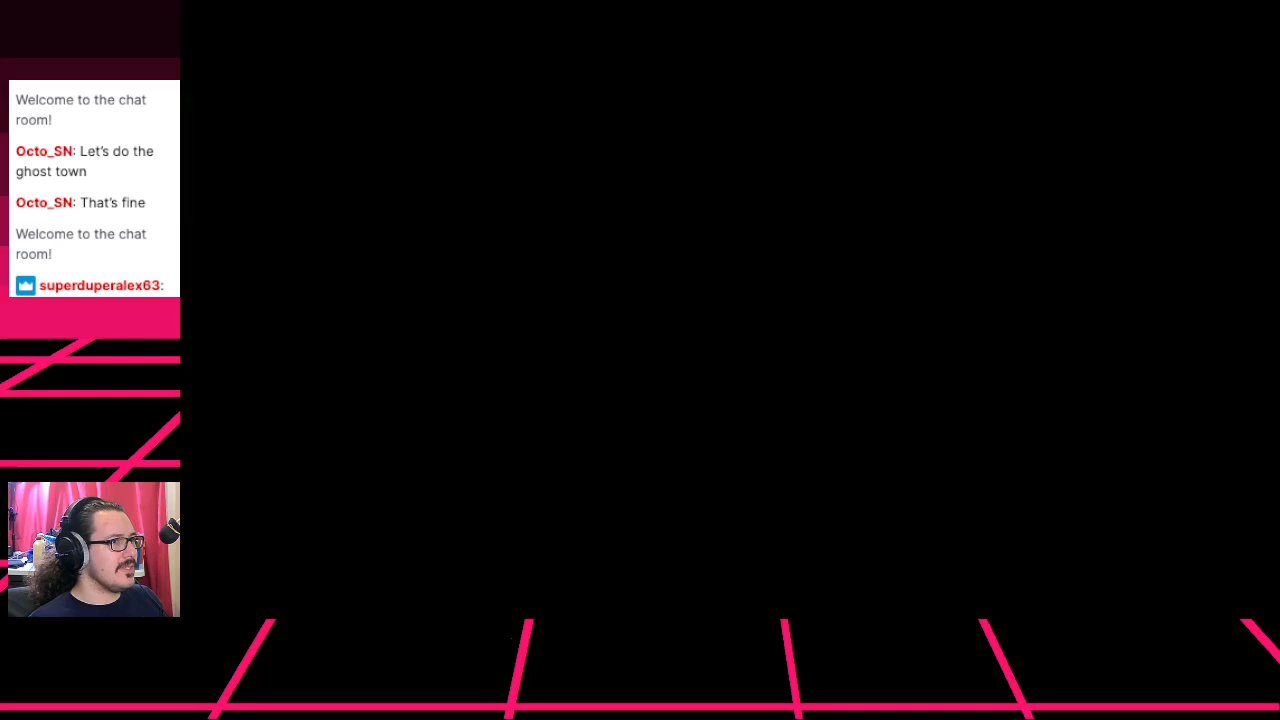 Welcome to the chat
room!
Octo_SN: Let's do the
ghost town
Octo_SN: That's fine
Welcome to the chat
room!
superduperalex63: